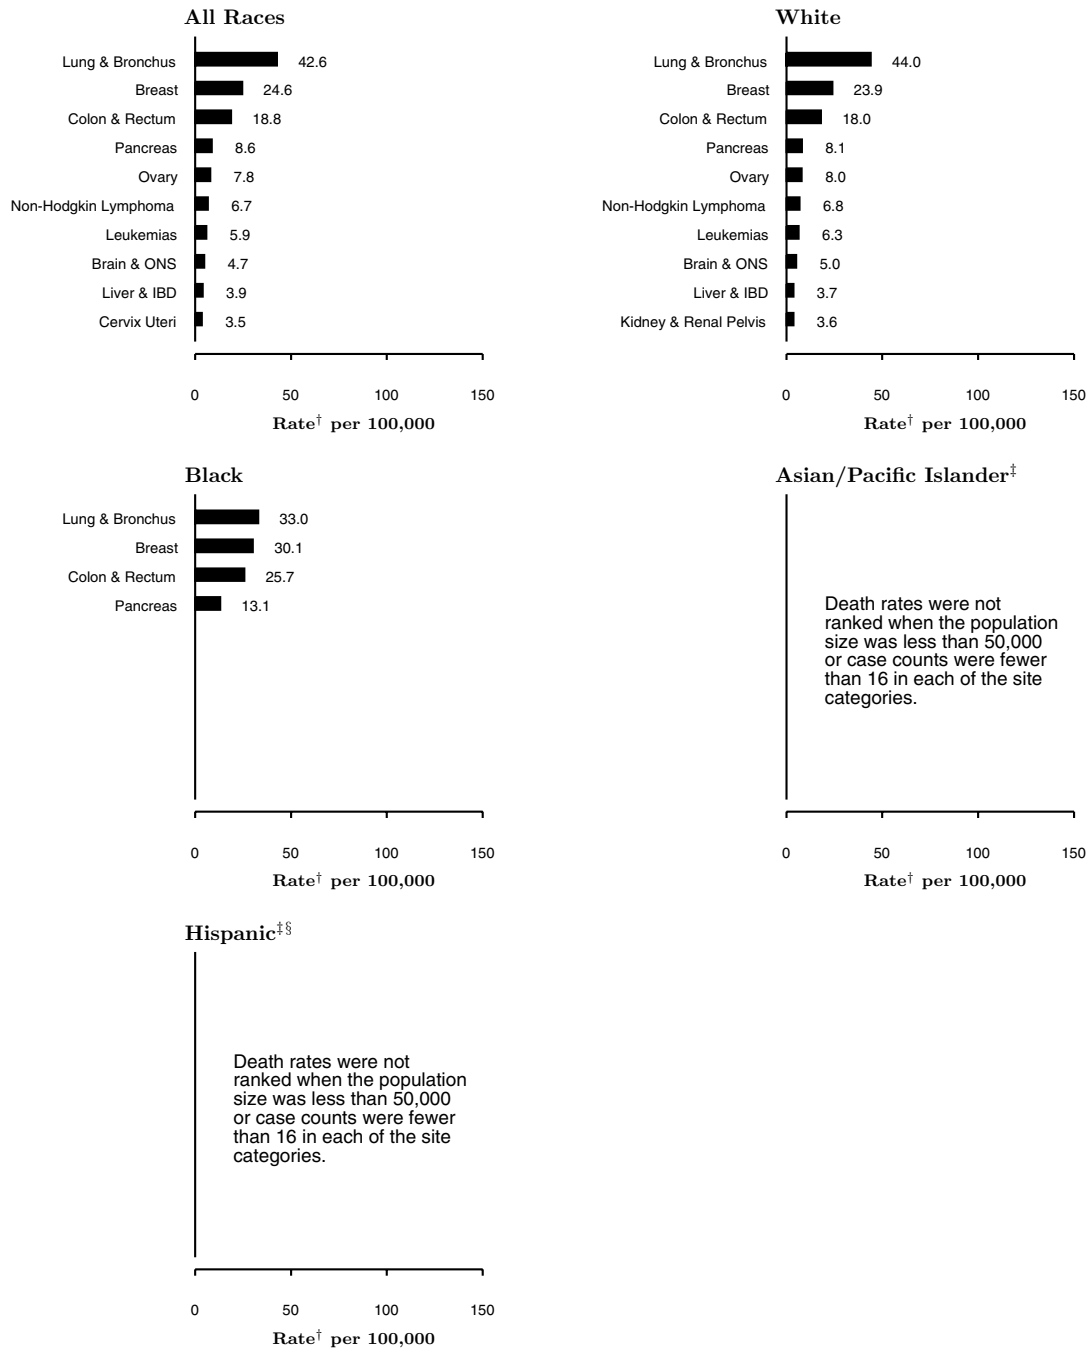 All Races
Lung & Bronchus 42.6
Breast 24.6
Colon & Rectum 18.8
Pancreas 8.6
Ovary 7.8
Non-Hodgkin Lymphoma 6.7
Leukemias 5.9
Brain & ONS 4.7
Liver & IBD 3.9
Cervix Uteri 3.5
0 50 100 150
Rate† per 100,000
White
Lung & Bronchus 44.0
Breast 23.9
Colon & Rectum 18.0
Pancreas 8.1
Ovary 8.0
Non-Hodgkin Lymphoma 6.8
Leukemias 6.3
Brain & ONS 5.0
Liver & IBD 3.7
Kidney & Renal Pelvis 3.6
0 50 100 150
Rate† per 100,000
Black
Lung & Bronchus 33.0
Breast 30.1
Colon & Rectum 25.7
Pancreas 13.1
0 50 100 150
Rate† per 100,000
Asian/Pacific Islander‡
Death rates were not
ranked when the population
size was less than 50,000
or case counts were fewer
than 16 in each of the site
categories.
0 50 100 150
Rate† per 100,000
Hispanic‡§
Death rates were not
ranked when the population
size was less than 50,000
or case counts were fewer
than 16 in each of the site
categories.
0 50 100 150
Rate† per 100,000